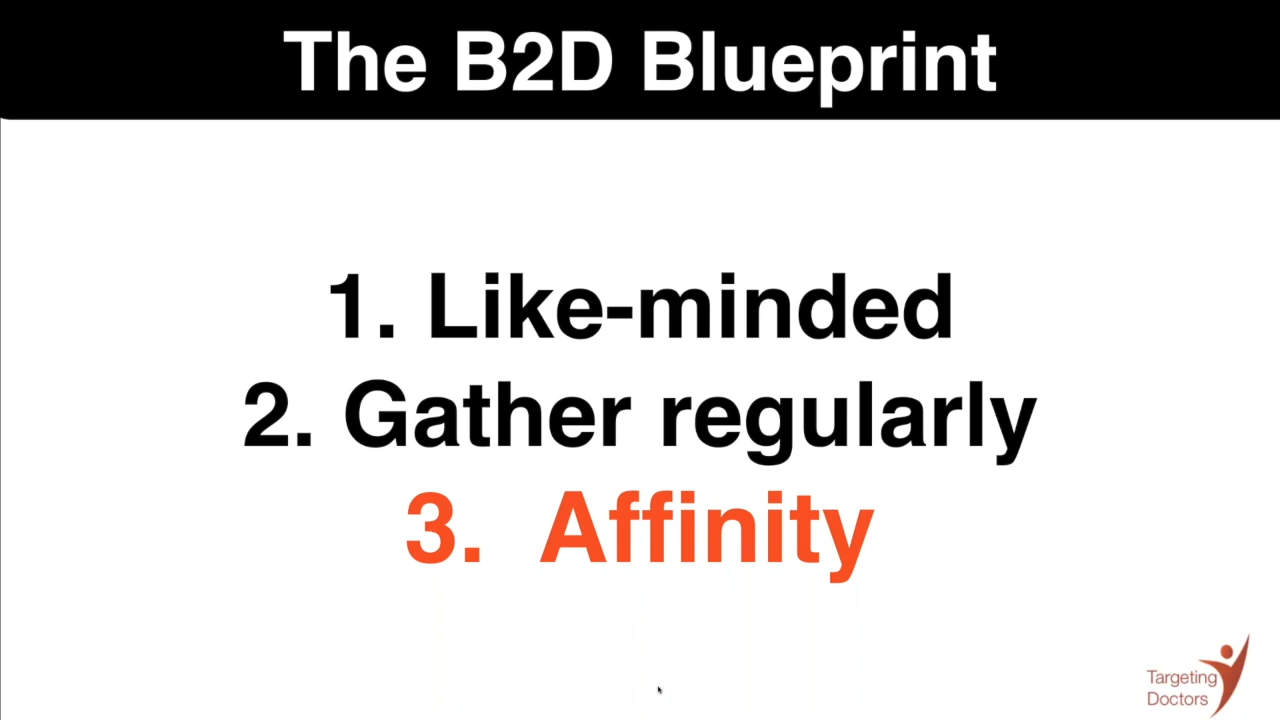 The B2D Blueprint
1. Like-minded
2. Gather regularly
3. Affinity
Targeting
Doctors